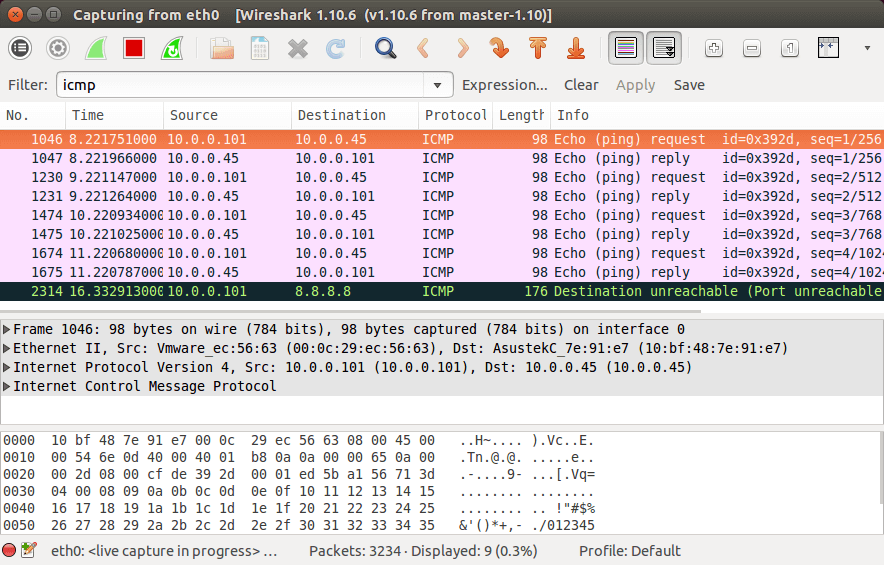 Capturing from eth0 [Wireshark 1.10.6 (v1.10.6 from master-1.10)]
Filter: icmp Expression... Clear Apply Save
No. Time Source Destination Protocol Length Info
1046 8.221751000 10.0.0.101 10.0.0.45 ICMP 98 Echo (ping) request id=0x392d, seq=1/256
1047 8.221966000 10.0.0.45 10.0.0.101 ICMP 98 Echo (ping) reply id=0x392d, seq=1/256
1230 9.221147000 10.0.0.101 10.0.0.45 ICMP 98 Echo (ping) request id=0x392d, seq=2/512
1231 9.221264000 10.0.0.45 10.0.0.101 ICMP 98 Echo (ping) reply id=0x392d, seq=2/512
1474 10.220934000 10.0.0.101 10.0.0.45 ICMP 98 Echo (ping) request id=0x392d, seq=3/768
1475 10.221025000 10.0.0.45 10.0.0.101 ICMP 98 Echo (ping) reply id=0x392d, seq=3/768
1674 11.220680000 10.0.0.101 10.0.0.45 ICMP 98 Echo (ping) request id=0x392d, seq=4/1024
1675 11.220787000 10.0.0.45 10.0.0.101 ICMP 98 Echo (ping) reply id=0x392d, seq=4/1024
2314 16.332913000 10.0.0.101 8.8.8.8 ICMP 176 Destination unreachable (Port unreachable
Frame 1046: 98 bytes on wire (784 bits), 98 bytes captured (784 bits) on interface 0
Ethernet II, Src: Vmware_ec:56:63 (00:0c:29:ec:56:63), Dst: AsustekC_7e:91:e7 (10:bf:48:7e:91:e7)
Internet Protocol Version 4, Src: 10.0.0.101 (10.0.0.101), Dst: 10.0.0.45 (10.0.0.45)
Internet Control Message Protocol
0000 10 bf 48 7e 91 e7 00 0c 29 ec 56 63 08 00 45 00 ..H~.... ).Vc..E.
0010 00 54 6e 0d 40 00 40 01 b8 0a 0a 00 00 65 0a 00 .Tn.@.@. .....e..
0020 00 2d 08 00 cf de 39 2d 00 01 ed 5b a1 56 71 3d .-....9- ...[.Vq=
0030 04 00 08 09 0a 0b 0c 0d 0e 0f 10 11 12 13 14 15 ........ ........
0040 16 17 18 19 1a 1b 1c 1d 1e 1f 20 21 22 23 24 25 ........ .. !"#$%
0050 26 27 28 29 2a 2b 2c 2d 2e 2f 30 31 32 33 34 35 &'()*+,- ./012345
eth0: <live capture in progress> ... Packets: 3234 · Displayed: 9 (0.3%) Profile: Default